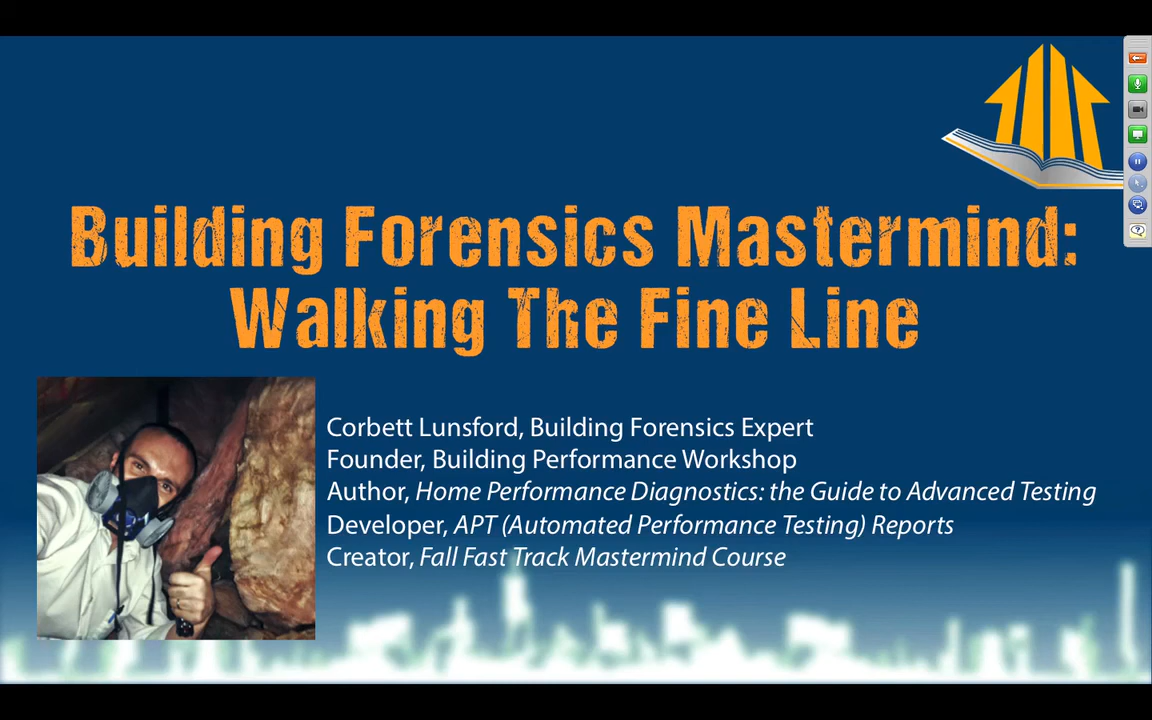 Building Forensics Mastermind:
Walking The Fine Line
Corbett Lunsford, Building Forensics Expert
Founder, Building Performance Workshop
Author, Home Performance Diagnostics: the Guide to Advanced Testing
Developer, APT (Automated Performance Testing) Reports
Creator, Fall Fast Track Mastermind Course